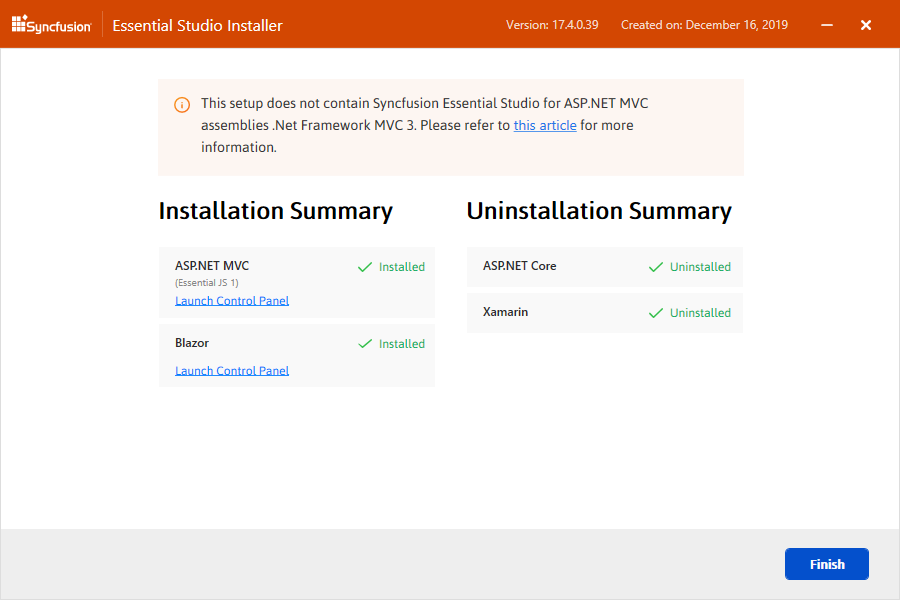 Syncfusion
Essential Studio Installer
Version: 17.4.0.39
Created on: December 16, 2019
This setup does not contain Syncfusion Essential Studio for ASP.NET MVC
assemblies .Net Framework MVC 3. Please refer to this article for more
information.
Installation Summary
ASP.NET MVC
Installed
(Essential JS 1)
Launch Control Panel
Blazor
Installed
Launch Control Panel
Uninstallation Summary
ASP.NET Core
Uninstalled
Xamarin
Uninstalled
Finish